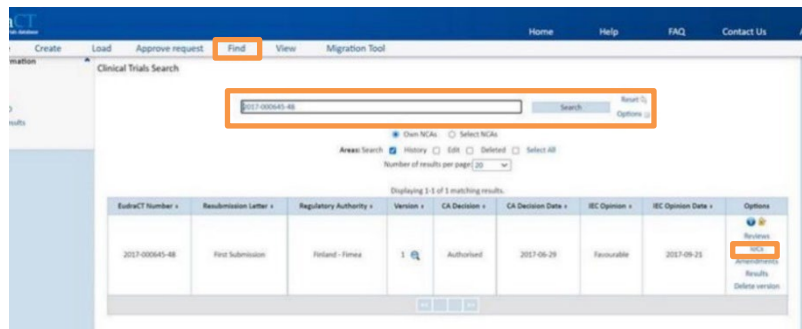 aCT
Home Help FAQ Contact Us
Create Load Approve request Find View Migration Tool
mation
Clinical Trials Search
2017-000645-48 Search Reset
Options
Own NCAs Select NCAs
Areas: Search History Edit Deleted Select All
Number of results per page: 20
Displaying 1-1 of 1 matching results.
EudraCT Number Resubmission Letter Regulatory Authority Version CA Decision CA Decision Date IEC Opinion IEC Opinion Date Options
2017-000645-48 First Submission Finland - Fimea 1 Authorised 2017-06-29 Favourable 2017-09-21
Reviews
Amendments
Results
Delete version